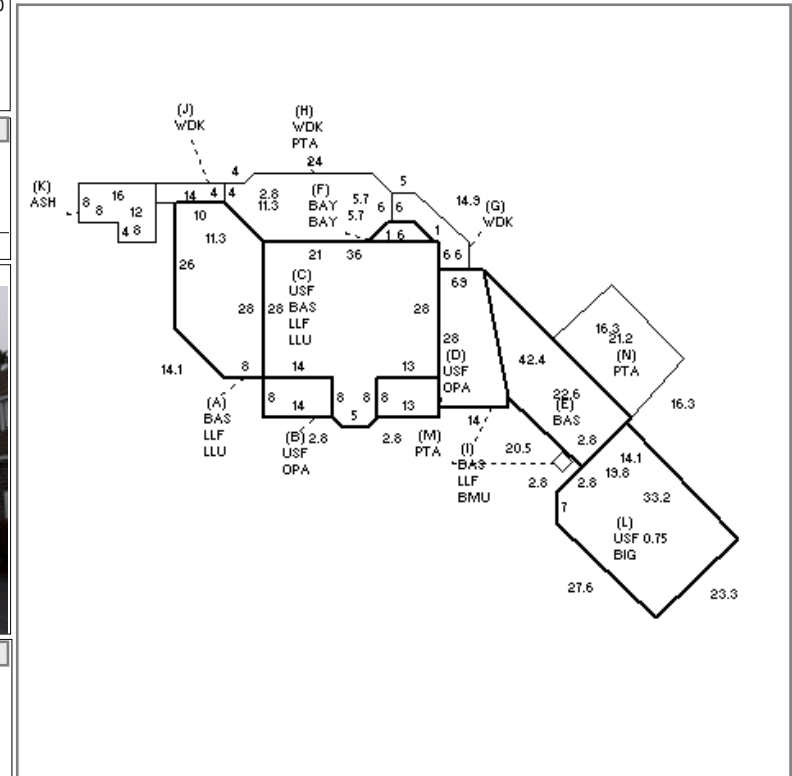 (J)
WDK
(H)
WDK
PTA
(K)
ASH
4
24
5
16
8
8
12
4 8
14
4
4
10
2.8
11.3
(F)
BAY
BAY
5.7
5.7
6
6
14.9
(G)
WDK
1 6
1
11.3
21
36
6 6
26
(C)
USF
BAS
LLF
LLU
69
28
28
28
28
(D)
USF
OPA
42.4
16.3
21.2
(N)
PTA
14.1
8
14
13
22.6
(E)
BAS
16.3
8
14
8
8
8
13
5
(A)
BAS
LLF
LLU
(B)
USF
OPA
2.8
2.8
(M)
PTA
14
(I)
BAS
LLF
BMU
20.5
2.8
14.1
19.8
2.8
2.8
33.2
7
(L)
USF 0.75
BIG
27.6
23.3